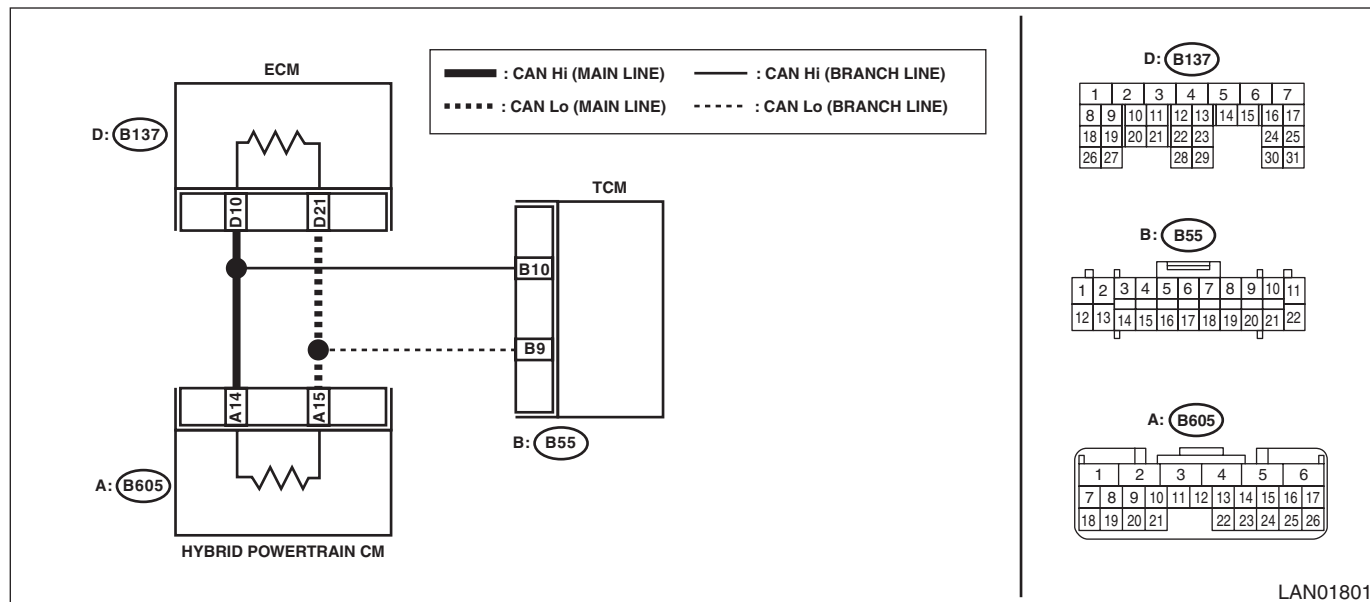 ECM
D: B137
D10 D21
: CAN Hi (MAIN LINE) : CAN Hi (BRANCH LINE)
: CAN Lo (MAIN LINE) : CAN Lo (BRANCH LINE)
TCM
B10
B9
B: B55
A14 A15
A: B605
HYBRID POWERTRAIN CM
D: B137
1 2 3 4 5 6 7
8 9 10 11 12 13 14 15 16 17
18 19 20 21 22 23 24 25
26 27 28 29 30 31
B: B55
1 2 3 4 5 6 7 8 9 10 11
12 13 14 15 16 17 18 19 20 21 22
A: B605
1 2 3 4 5 6
7 8 9 10 11 12 13 14 15 16 17
18 19 20 21 22 23 24 25 26
LAN01801